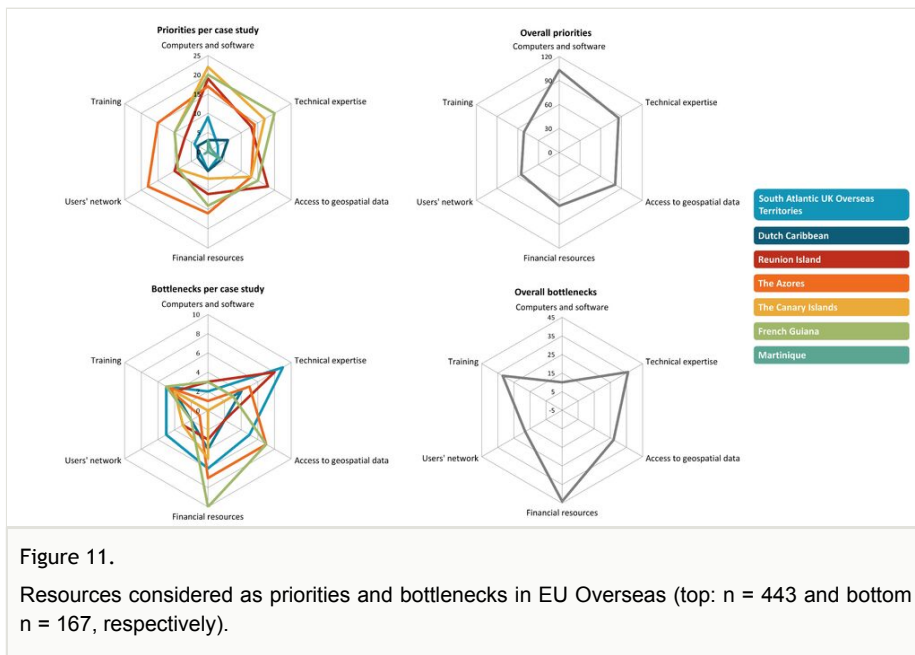 Priorities per case study
Computers and software
25
20
15
10
5
Training
Technical expertise
Users' network
Access to geospatial data
Financial resources
Overall priorities
Computers and software
120
90
60
30
0
Training
Technical expertise
Users' network
Access to geospatial data
Financial resources
Bottlenecks per case study
Computers and software
10
8
6
4
2
0
Training
Technical expertise
Users' network
Access to geospatial data
Financial resources
Overall bottlenecks
Computers and software
45
35
25
15
5
-5
Training
Technical expertise
Users' network
Access to geospatial data
Financial resources
South Atlantic UK Overseas
Territories
Dutch Caribbean
Reunion Island
The Azores
The Canary Islands
French Guiana
Martinique
Figure 11.
Resources considered as priorities and bottlenecks in EU Overseas (top: n = 443 and bottom
n = 167, respectively).